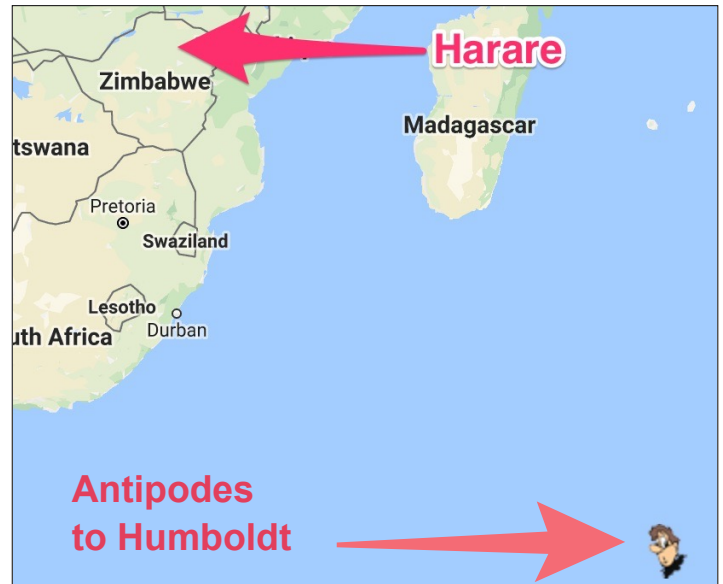 Harare
Zimbabwe
Madagascar
tswana
Pretoria
Swaziland
Lesotho
Durban
uth Africa
Antipodes
to Humboldt